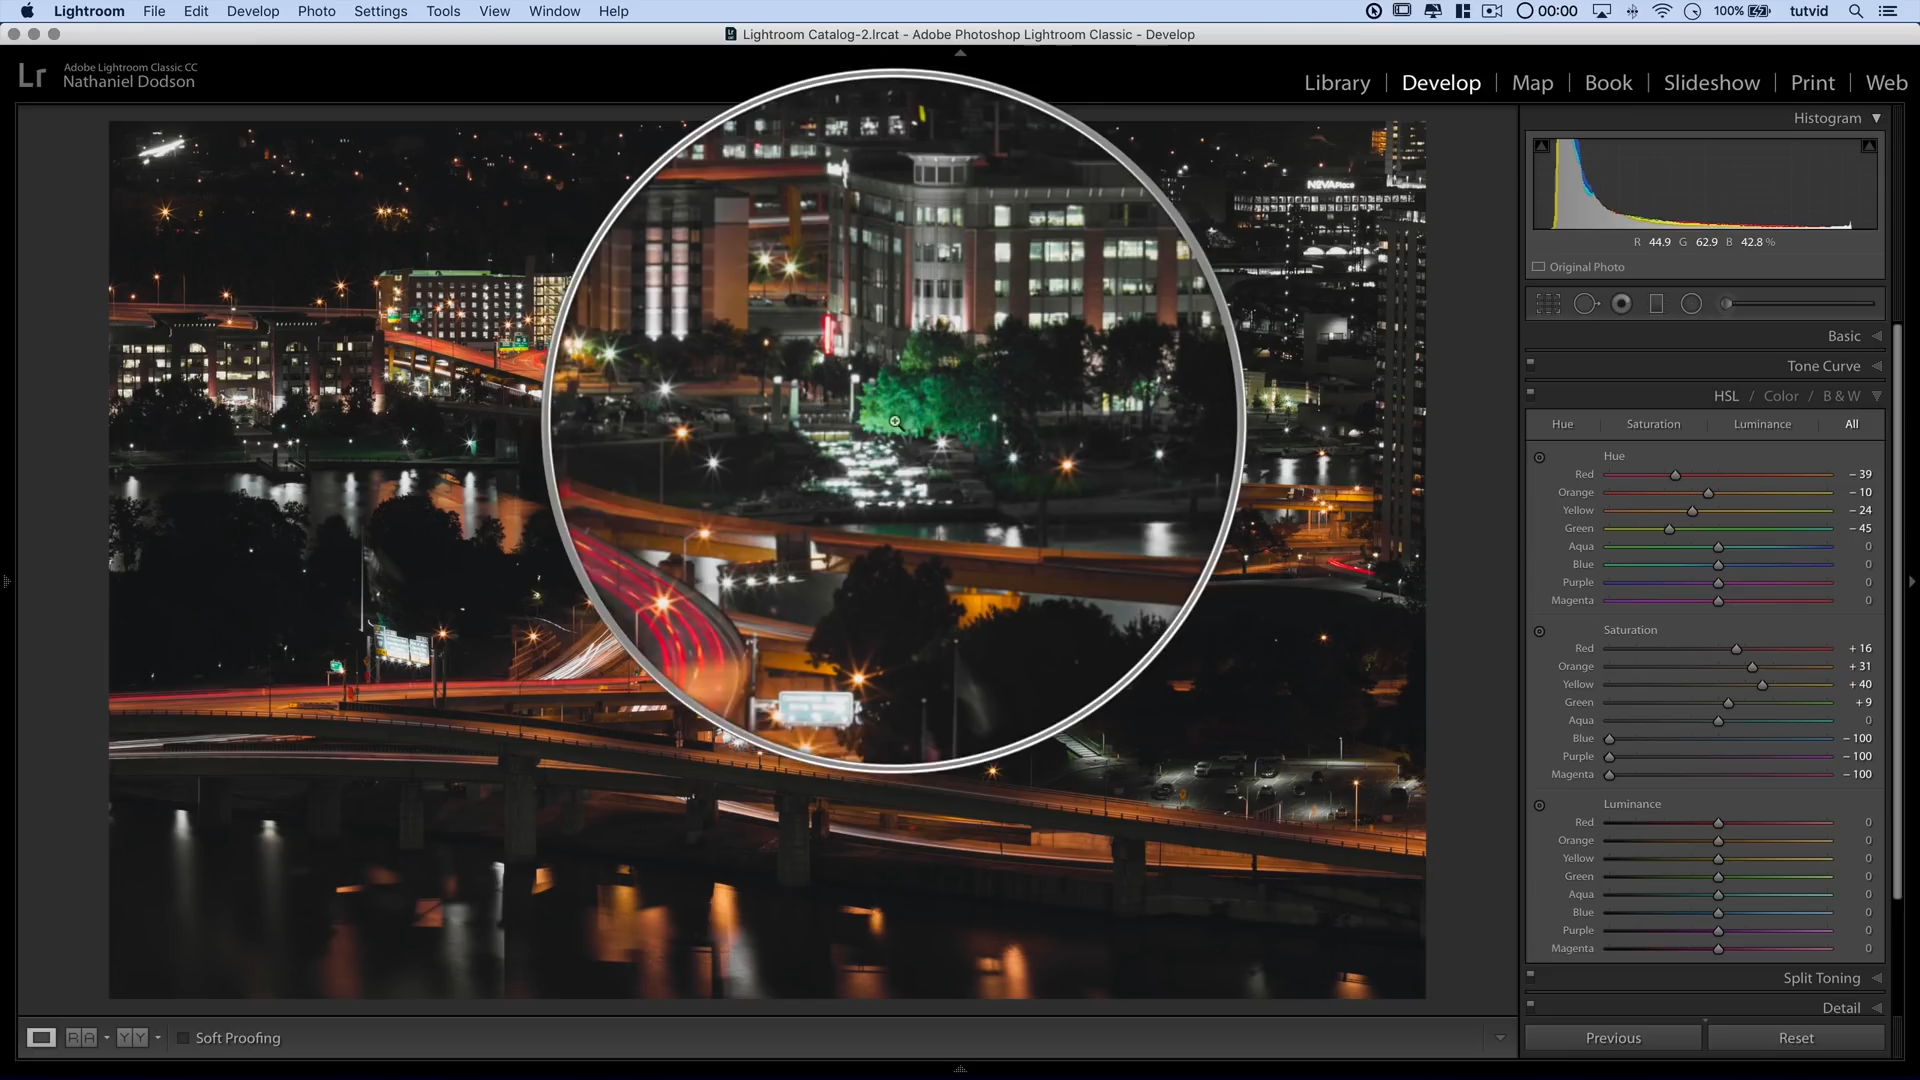 Lightroom File Edit Develop Photo Settings Tools View Window Help 00:00 100% tutvid
Lightroom Catalog-2.lrcat - Adobe Photoshop Lightroom Classic - Develop
Lr Adobe Lightroom Classic CC
Nathaniel Dodson
Library | Develop | Map | Book | Slideshow | Print | Web
Histogram
R 44.9 G 62.9 B 42.8 %
Original Photo
Basic
Tone Curve
HSL / Color / B & W
Hue Saturation Luminance All
Hue
Red - 39
Orange - 10
Yellow - 24
Green - 45
Aqua 0
Blue 0
Purple 0
Magenta 0
Saturation
Red + 16
Orange + 31
Yellow + 40
Green + 9
Aqua 0
Blue - 100
Purple - 100
Magenta - 100
Luminance
Red 0
Orange 0
Yellow 0
Green 0
Aqua 0
Blue 0
Purple 0
Magenta 0
Split Toning
Detail
Previous Reset
NOVA Place
R A Y Y Soft Proofing